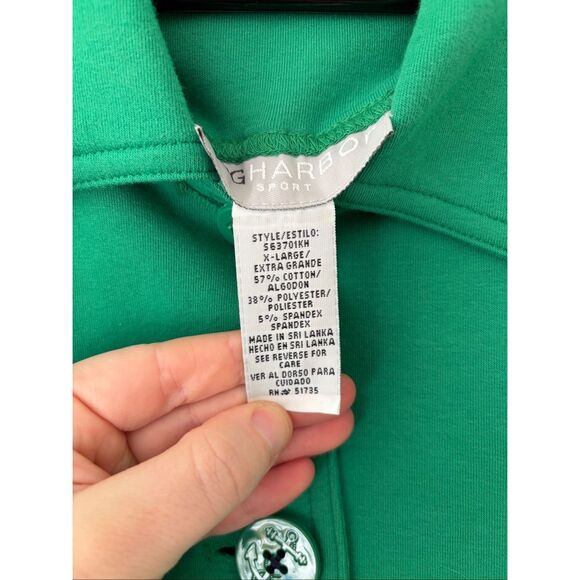 GHARBOR
SPORT
STYLE/ESTILO:
S63701KH
X-LARGE/
EXTRA GRANDE
57% COTTON/
ALGODON
38% POLYESTER/
POLIESTER
5% SPANDEX
SPANDEX
MADE IN SRI LANKA
HECHO EN SRI LANKA
SEE REVERSE FOR
CARE
VER AL DORSO PARA
CUIDADO
RN# 51735